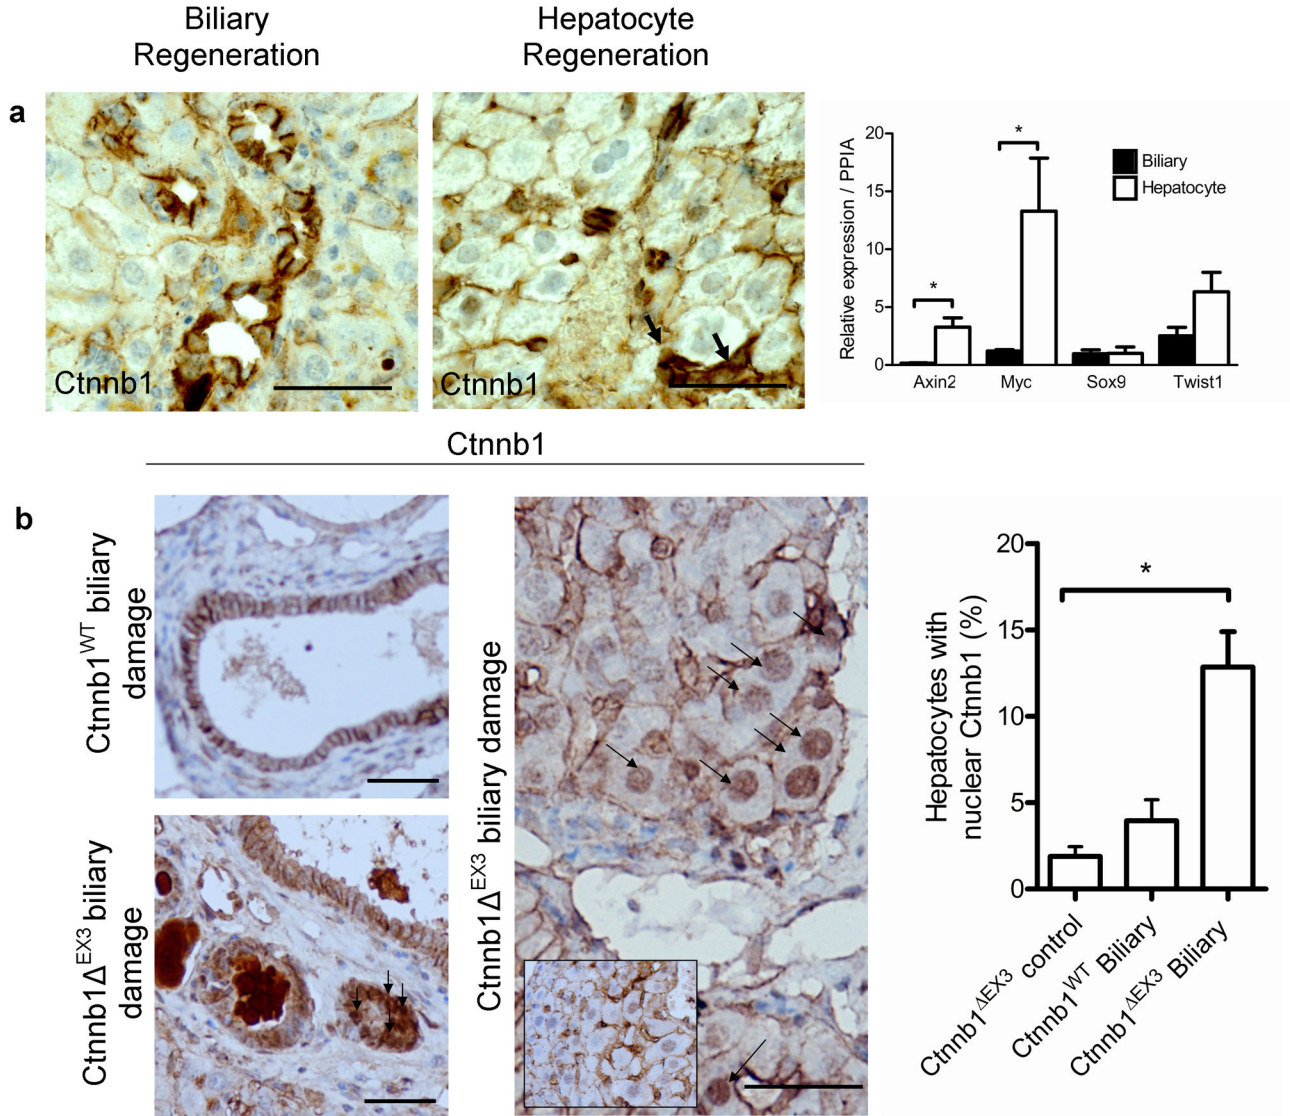 Biliary
Regeneration
Hepatocyte
Regeneration
a
Ctnnb1
Ctnnb1
Relative expression / PPIA
20
15
10
5
0
*
*
Biliary
Hepatocyte
Axin2
Myc
Sox9
Twist1
Ctnnb1
b
Ctnnb1WT biliary
damage
Ctnnb1ΔEX3 biliary
damage
Ctnnb1ΔEX3 biliary damage
Hepatocytes with
nuclear Ctnnb1 (%)
20
15
10
5
0
*
Ctnnb1ΔEX3 control
Ctnnb1WT Biliary
Ctnnb1ΔEX3 Biliary